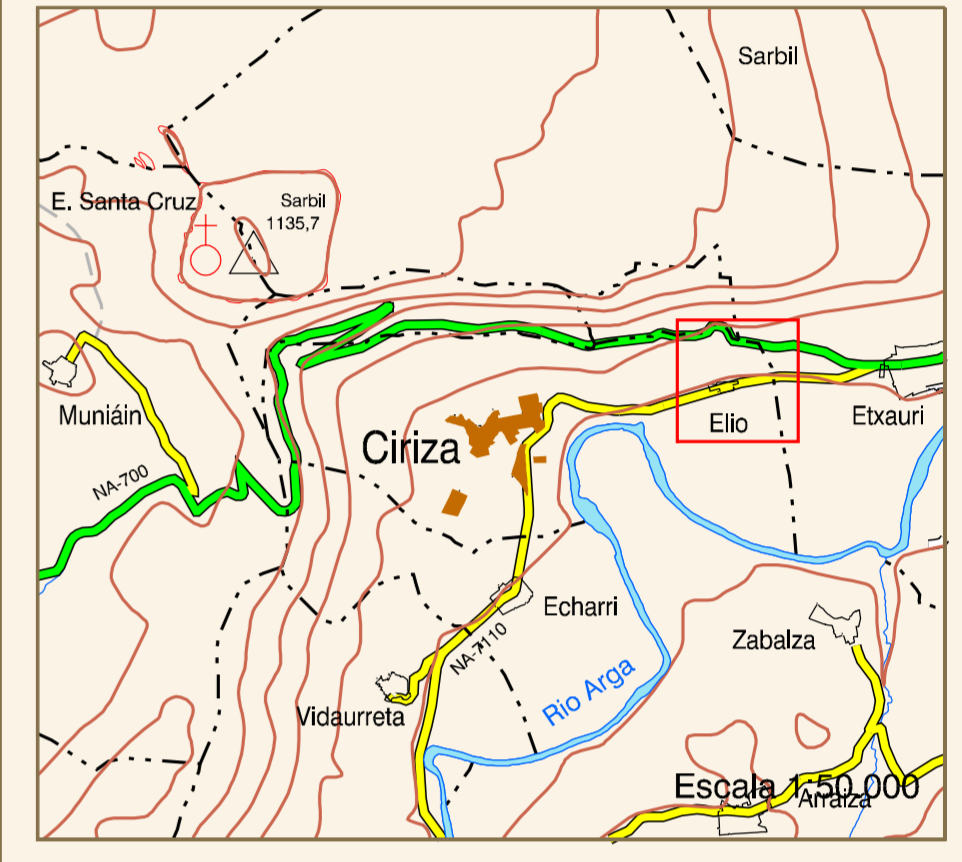 Sarbil
E. Santa Cruz
Sarbil
1135,7
Muniáin
Ciriza
Elio
Etxauri
NA-700
Echarri
Zabalza
NA-7110
Rio Arga
Vidaurreta
Escala 1:50.000
Arraiza